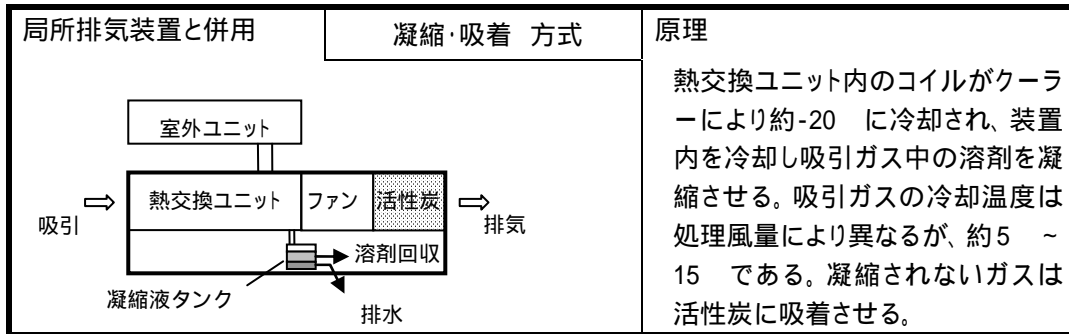 局所排気装置と併用
凝縮・吸着 方式
原理
室外ユニット
吸引
熱交換ユニット
ファン
活性炭
排気
溶剤回収
凝縮液タンク
排水
熱交換ユニット内のコイルがクーラ
ーにより約-20 に冷却され、装置
内を冷却し吸引ガス中の溶剤を凝
縮させる。吸引ガスの冷却温度は
処理風量により異なるが、約5 ~
15 である。凝縮されないガスは
活性炭に吸着させる。